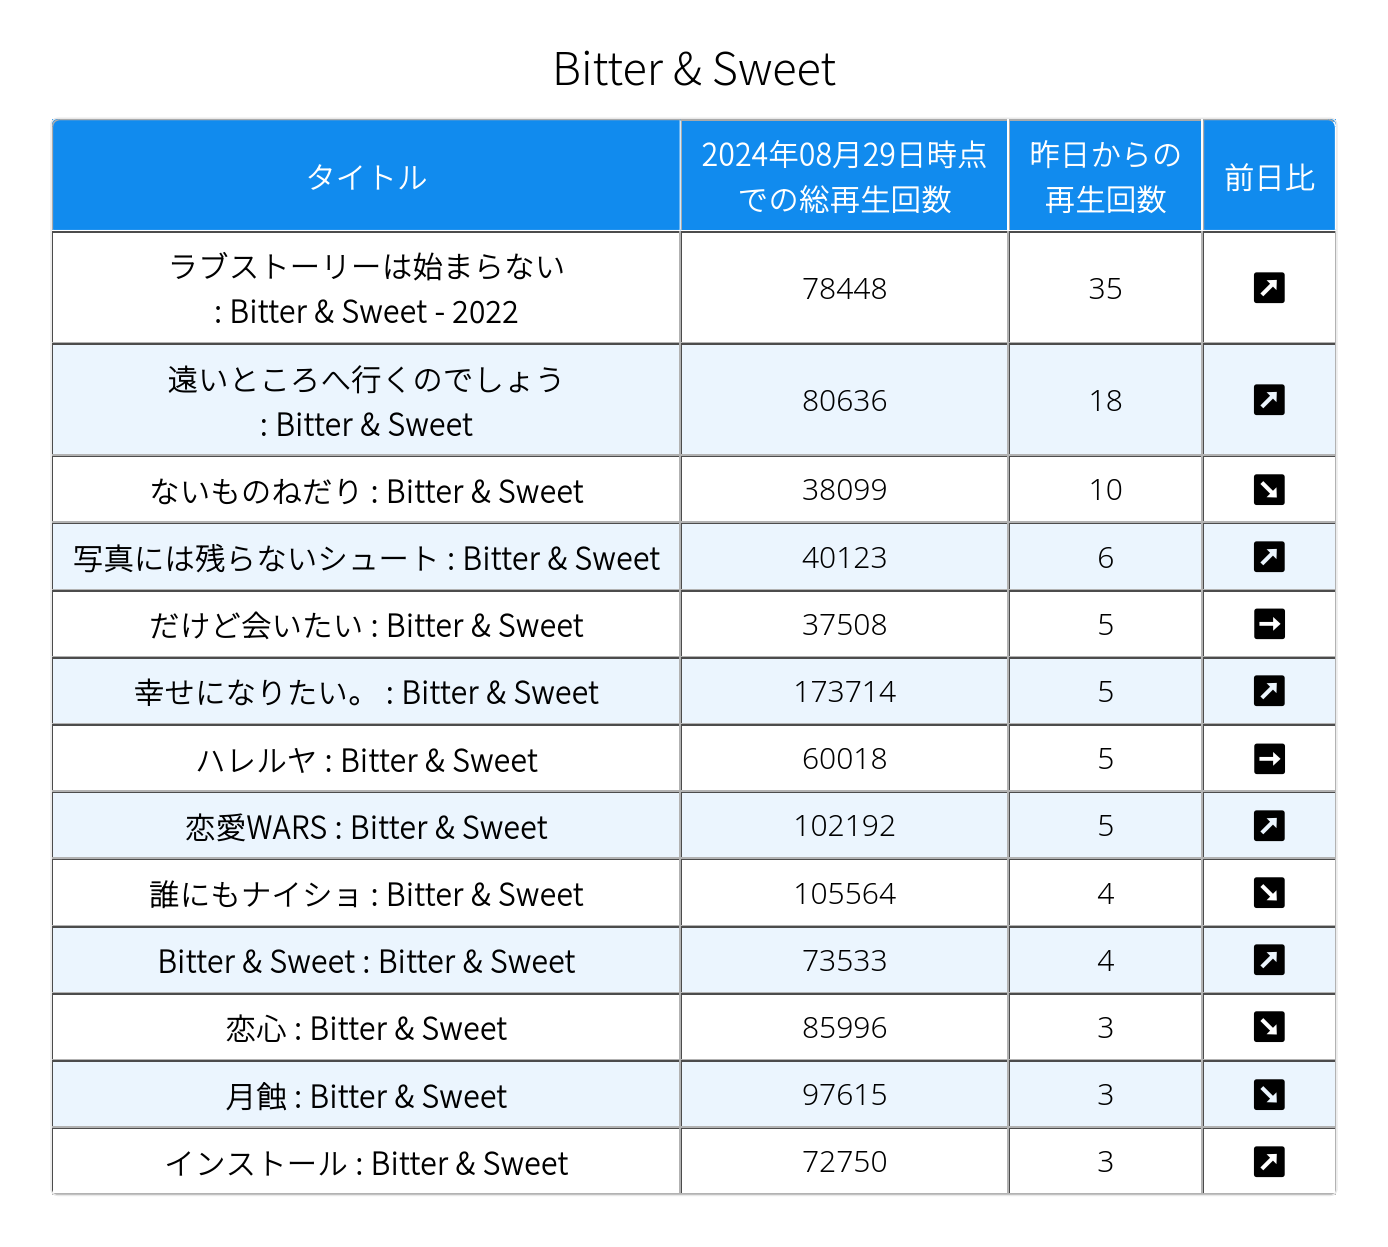 Bitter & Sweet
タイトル
2024年08月29日時点
での総再生回数
昨日からの
再生回数
前日比
ラブストーリーは始まらない
: Bitter & Sweet - 2022
78448
35
↗
遠いところへ行くのでしょう
: Bitter & Sweet
80636
18
↗
ないものねだり : Bitter & Sweet
38099
10
↘
写真には残らないシュート : Bitter & Sweet
40123
6
↗
だけど会いたい : Bitter & Sweet
37508
5
→
幸せになりたい。 : Bitter & Sweet
173714
5
↗
ハレルヤ : Bitter & Sweet
60018
5
→
恋愛WARS : Bitter & Sweet
102192
5
↗
誰にもナイショ : Bitter & Sweet
105564
4
↘
Bitter & Sweet : Bitter & Sweet
73533
4
↗
恋心 : Bitter & Sweet
85996
3
↘
月蝕 : Bitter & Sweet
97615
3
↘
インストール : Bitter & Sweet
72750
3
↗